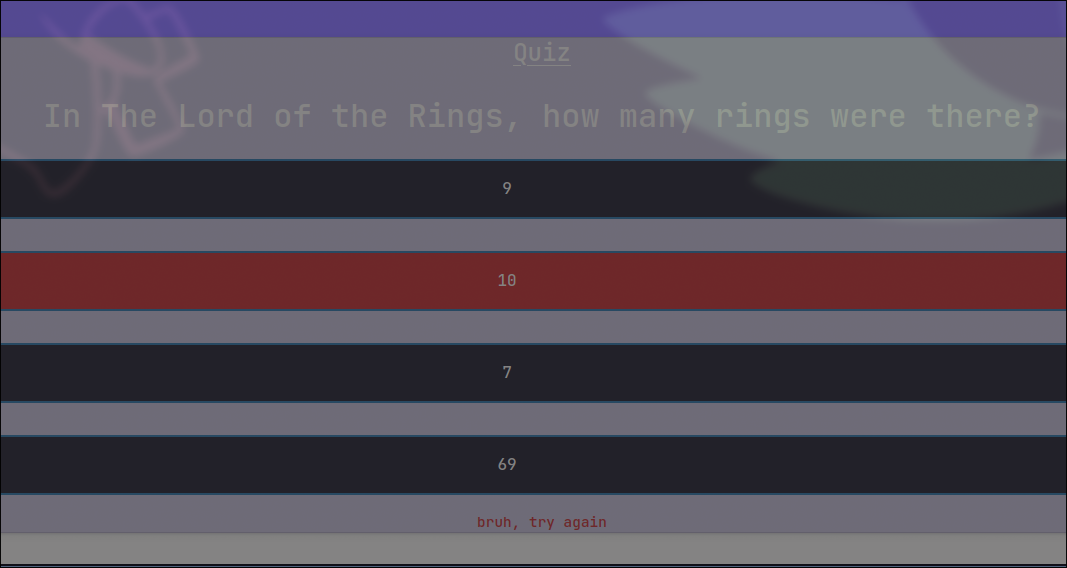 Quiz
In The Lord of the Rings, how many rings were there?
9
10
7
69
bruh, try again